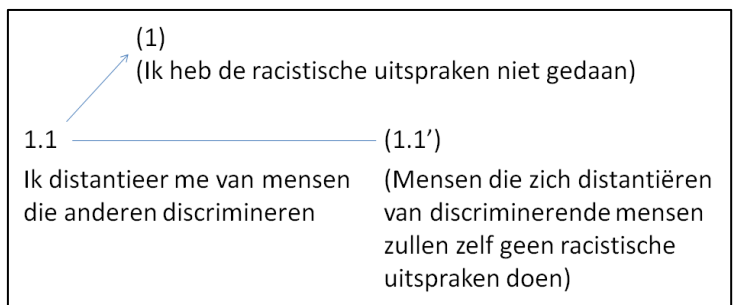 (1)
(Ik heb de racistische uitspraken niet gedaan)
1.1
Ik distantieer me van mensen
die anderen discrimineren
(1.1’)
(Mensen die zich distantiëren
van discriminerende mensen
zullen zelf geen racistische
uitspraken doen)